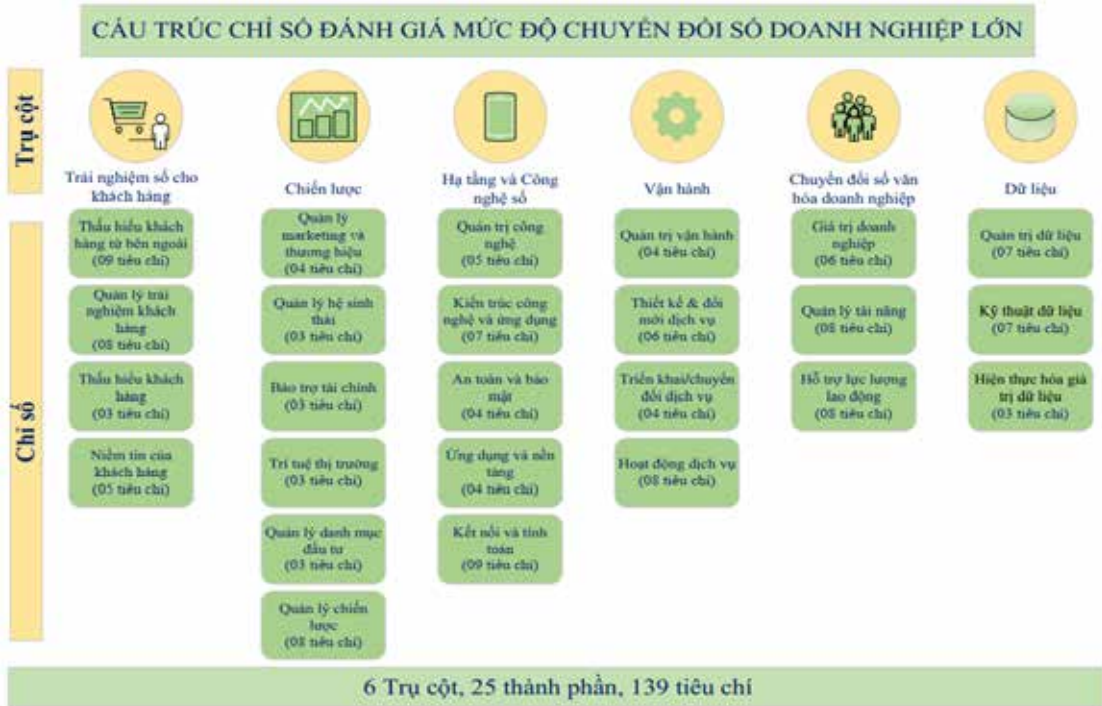 CẤU TRÚC CHỈ SỐ ĐÁNH GIÁ MỨC ĐỘ CHUYỂN ĐỔI SỐ DOANH NGHIỆP LỚN
Trụ cột
Trải nghiệm số cho
khách hàng
Chiến lược
Hạ tầng và Công
nghệ số
Vận hành
Chuyển đổi số văn
hóa doanh nghiệp
Dữ liệu
Chỉ số
Thấu hiểu khách
hàng từ bên ngoài
(09 tiêu chí)
Quản lý trải
nghiệm khách
hàng
(08 tiêu chí)
Thấu hiểu khách
hàng
(03 tiêu chí)
Niềm tin của
khách hàng
(05 tiêu chí)
Quản lý
marketing và
thương hiệu
(04 tiêu chí)
Quản lý hệ sinh
thái
(03 tiêu chí)
Bảo trợ tài chính
(03 tiêu chí)
Trí tuệ thị trường
(03 tiêu chí)
Quản lý danh mục
đầu tư
(03 tiêu chí)
Quản lý chiến
lược
(08 tiêu chí)
Quản trị công
nghệ
(05 tiêu chí)
Kiến trúc công
nghệ và ứng dụng
(07 tiêu chí)
An toàn và bảo
mật
(04 tiêu chí)
Ứng dụng và nền
tảng
(04 tiêu chí)
Kết nối và tính
toán
(09 tiêu chí)
Quản trị vận hành
(04 tiêu chí)
Thiết kế & đổi
mới dịch vụ
(06 tiêu chí)
Triển khai/chuyển
đổi dịch vụ
(04 tiêu chí)
Hoạt động dịch vụ
(08 tiêu chí)
Giá trị doanh
nghiệp
(06 tiêu chí)
Quản lý tài năng
(08 tiêu chí)
Hỗ trợ lực lượng
lao động
(08 tiêu chí)
Quản trị dữ liệu
(07 tiêu chí)
Kỹ thuật dữ liệu
(07 tiêu chí)
Hiện thực hóa giá
trị dữ liệu
(03 tiêu chí)
6 Trụ cột, 25 thành phần, 139 tiêu chí